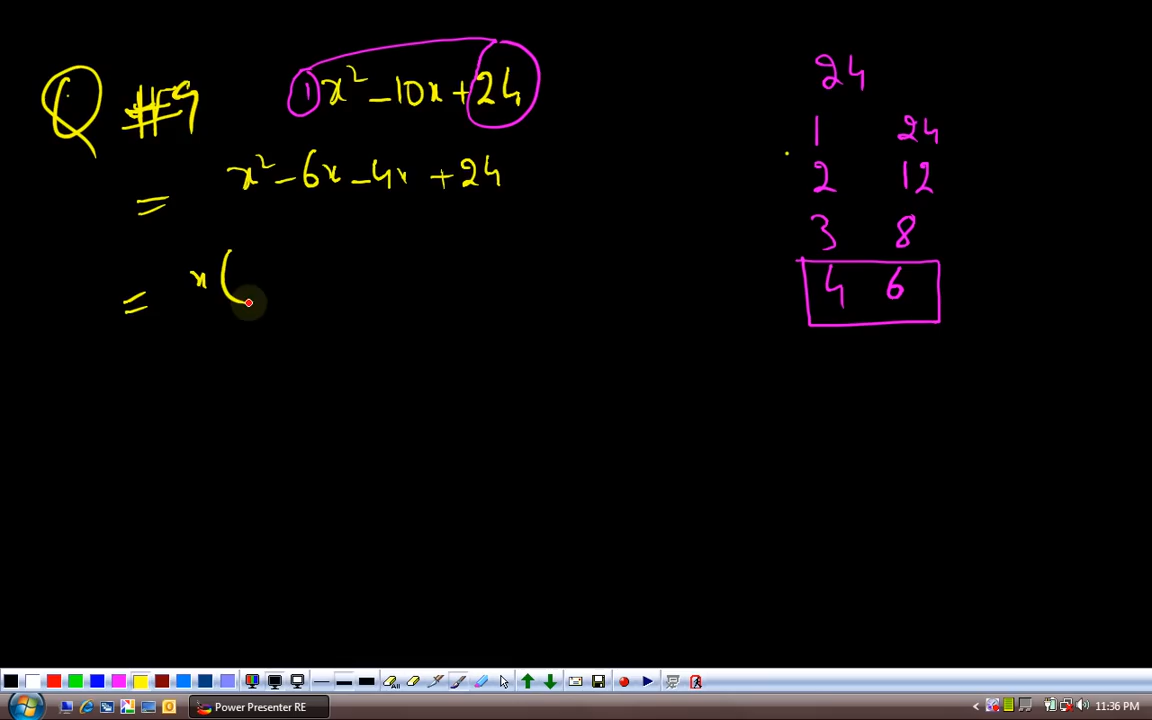 Q #9 1x² - 10x + 24
= x² - 6x - 4x + 24
= x (
24
1 24
2 12
3 8
4 6
All
Power Presenter RE
11:36 PM